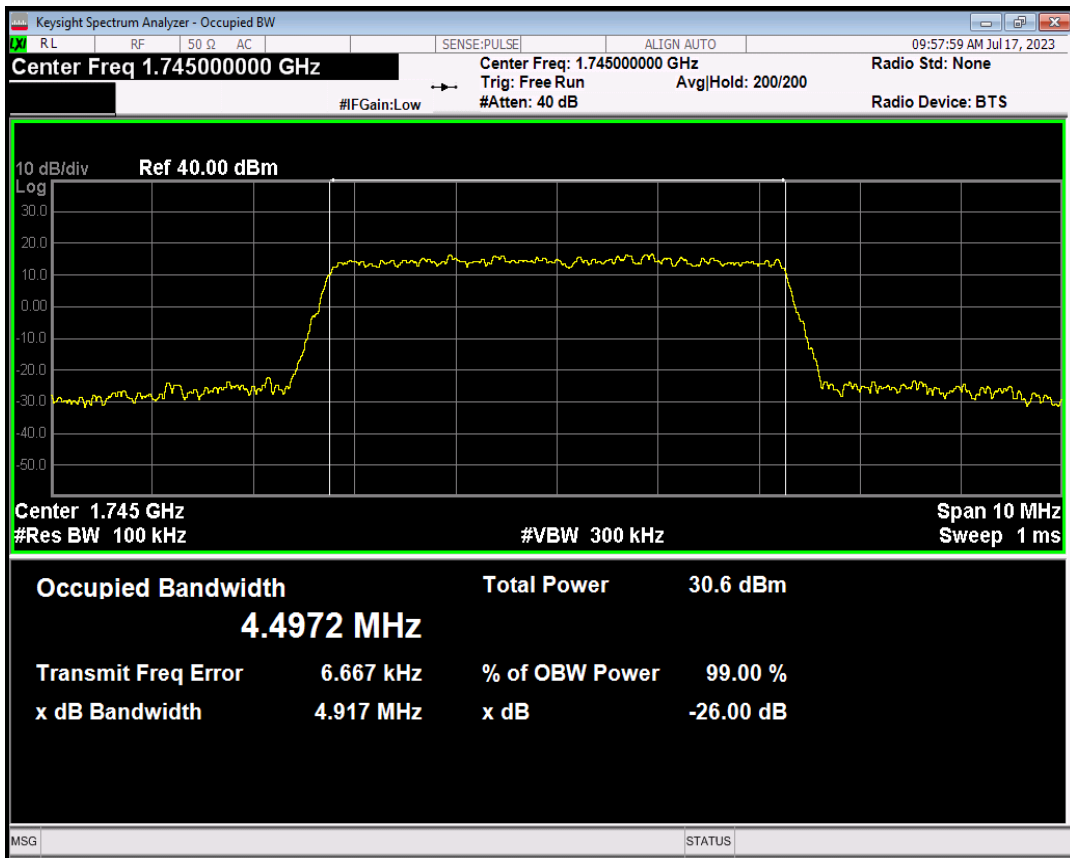 Keysight Spectrum Analyzer - Occupied BW
LXI RL RF 50 Ω AC SENSE:PULSE ALIGN AUTO 09:57:59 AM Jul 17, 2023
Center Freq 1.745000000 GHz Center Freq: 1.745000000 GHz Radio Std: None
Trig: Free Run Avg|Hold: 200/200
#IFGain:Low #Atten: 40 dB Radio Device: BTS
10 dB/div Ref 40.00 dBm
Log
30.0
20.0
10.0
0.00
-10.0
-20.0
-30.0
-40.0
-50.0
Center 1.745 GHz Span 10 MHz
#Res BW 100 kHz #VBW 300 kHz Sweep 1 ms
Occupied Bandwidth Total Power 30.6 dBm
4.4972 MHz
Transmit Freq Error 6.667 kHz % of OBW Power 99.00 %
x dB Bandwidth 4.917 MHz x dB -26.00 dB
MSG STATUS